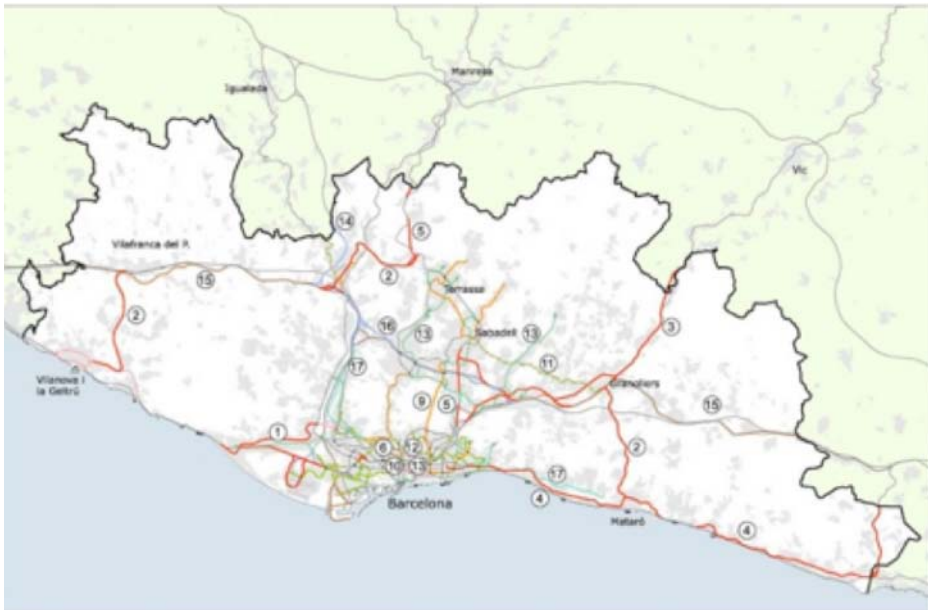 Manresa
Igualada
Vic
14
5
Vilafranca del P.
2
15
Terrassa
2
3
16
13
Sabadell
13
17
11
Vilanova i
la Geltrú
9
5
Granollers
15
1
6
12
2
10
13
17
Barcelona
4
Mataró
4